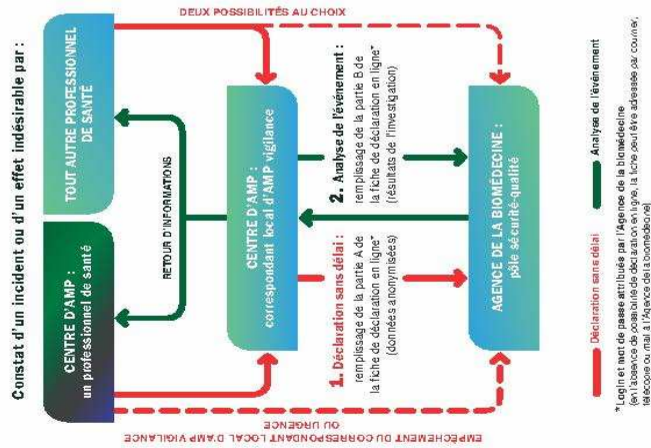 Constat d'un incident ou d'un effet indésirable par :
DEUX POSSIBILITÉS AU CHOIX
CENTRE D'AMP :
un professionnel de santé
TOUT AUTRE PROFESSIONNEL
DE SANTÉ
RETOUR D'INFORMATIONS
CENTRE D'AMP :
correspondant local d'AMP vigilance
1. Déclaration sans délai :
remplissage de la partie A de
la fiche de déclaration en ligne*
(données anonymisées)
2. Analyse de l'événement :
remplissage de la partie B de
la fiche de déclaration en ligne*
(résultats de l'investigation)
AGENCE DE LA BIOMÉDECINE :
pôle sécurité-qualité
EMPÊCHEMENT DU CORRESPONDANT LOCAL D'AMP VIGILANCE
OU URGENCE
Déclaration sans délai
Analyse de l'événement
*Login et mot de passe attribués par l'Agence de la biomédecine
(en l'absence de possibilité de déclaration en ligne, la fiche peut être adressée par courrier,
télécopie ou mail à l'Agence de la biomédecine)